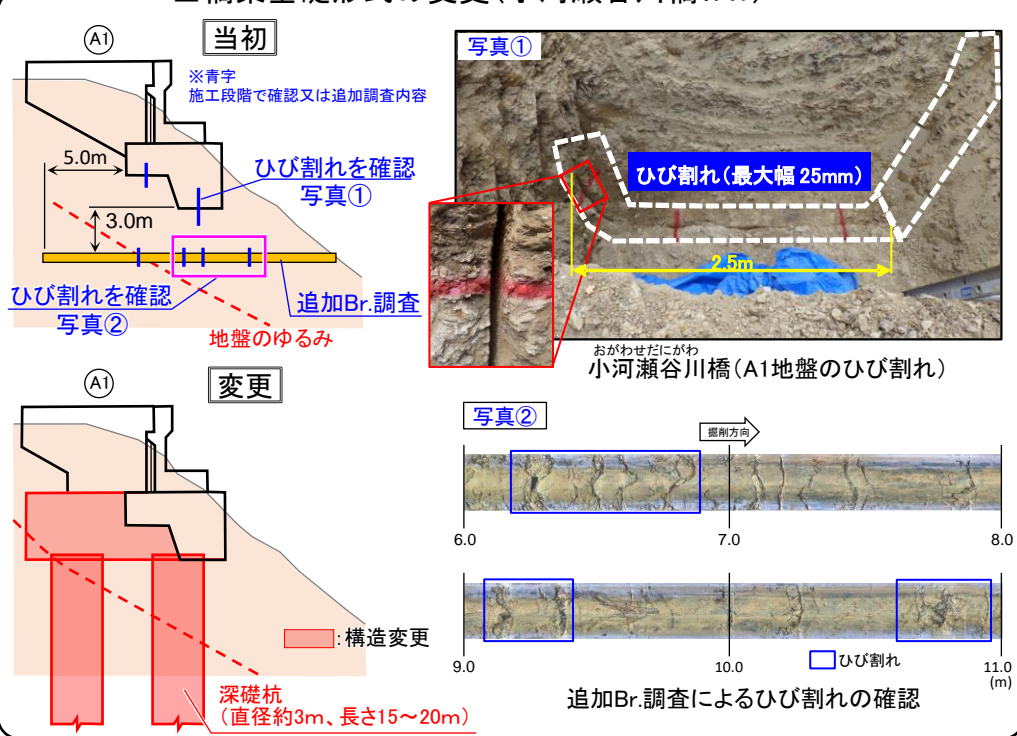 A1
当初
※青字
施工段階で確認又は追加調査内容
5.0m
ひび割れを確認
写真①
3.0m
ひび割れを確認
写真②
追加Br.調査
地盤のゆるみ
写真①
ひび割れ(最大幅 25mm)
2.5m
おがわせだにがわ
小河瀬谷川橋(A1地盤のひび割れ)
A1
変更
:構造変更
深礎杭
(直径約3m、長さ15～20m)
写真②
掘削方向
6.0 7.0 8.0
9.0 10.0 11.0
(m)
ひび割れ
追加Br.調査によるひび割れの確認